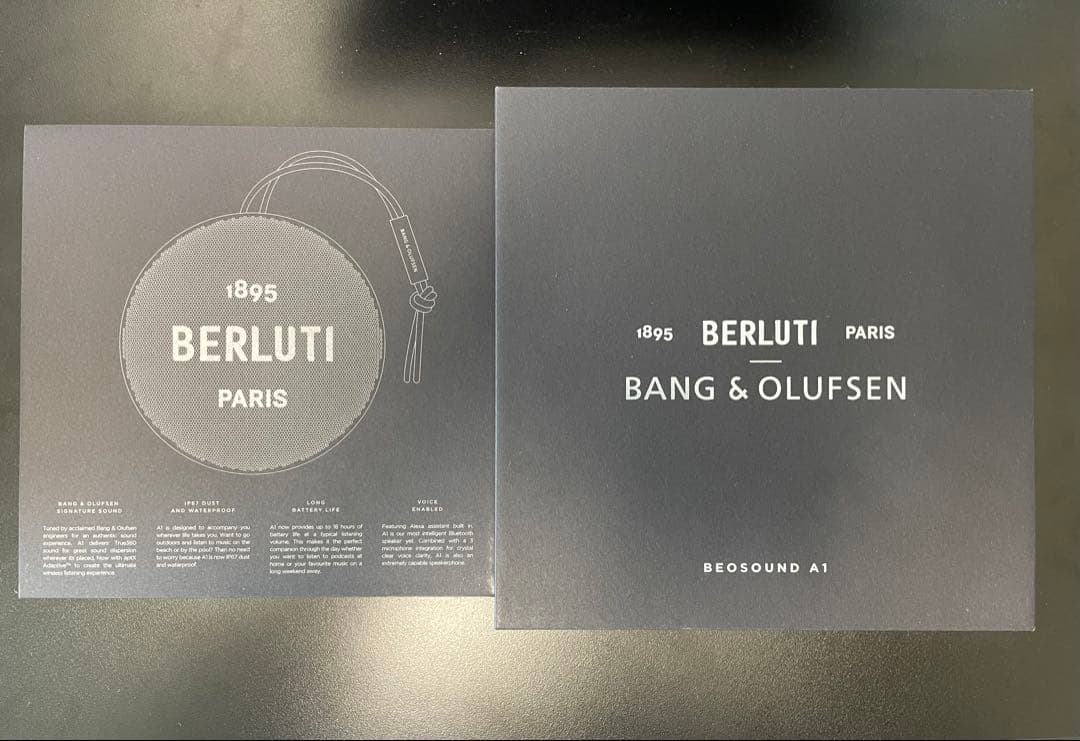 1895
BERLUTI
PARIS
BANG & OLUFSEN
BANG & OLUFSEN
SIGNATURE SOUND
Tuned by acclaimed Bang & Olufsen
engineers for an authentic sound
experience, A1 delivers True360
sound for great sound dispersion
wherever its placed. Now with aptX
Adaptive™ to create the ultimate
wireless listening experience.
IP67 DUST
AND WATERPROOF
A1 is designed to accompany you
wherever life takes you. Want to go
outdoors and listen to music on the
beach or by the pool? Then no need
to worry because A1 is now IP67 dust
and waterproof
LONG
BATTERY LIFE
A1 now provides up to 18 hours of
battery life at a typical listening
volume. This makes it the perfect
companion through the day whether
you want to listen to podcasts at
home or your favourite music on a
long weekend away.
VOICE
ENABLED
Featuring Alexa assistant built in,
A1 is our most intelligent Bluetooth
speaker yet. Combined with a 3
microphone integration for crystal
clear voice clarity, A1 is also an
extremely capable speakerphone.
1895 BERLUTI PARIS
BANG & OLUFSEN
BEOSOUND A1